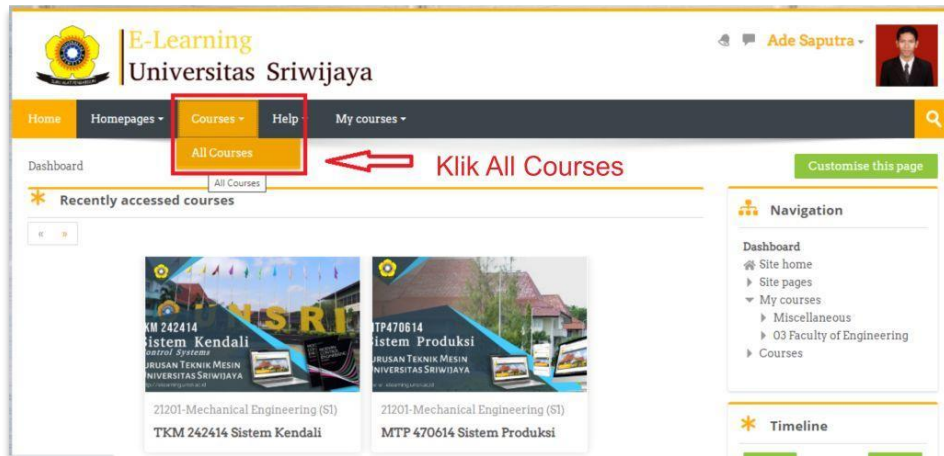 E-Learning
Universitas Sriwijaya
Ade Saputra
Home Homepages Courses Help My courses
All Courses
All Courses
Klik All Courses
Dashboard
Customise this page
Recently accessed courses
« »
Navigation
Dashboard
Site home
Site pages
My courses
Miscellaneous
03 Faculty of Engineering
Courses
UNSRI
TKM 242414
Sistem Kendali
Control Systems
JURUSAN TEKNIK MESIN
UNIVERSITAS SRIWIJAYA
MTP470614
Sistem Produksi
JURUSAN TEKNIK MESIN
UNIVERSITAS SRIWIJAYA
21201-Mechanical Engineering (S1)
TKM 242414 Sistem Kendali
21201-Mechanical Engineering (S1)
MTP 470614 Sistem Produksi
Timeline